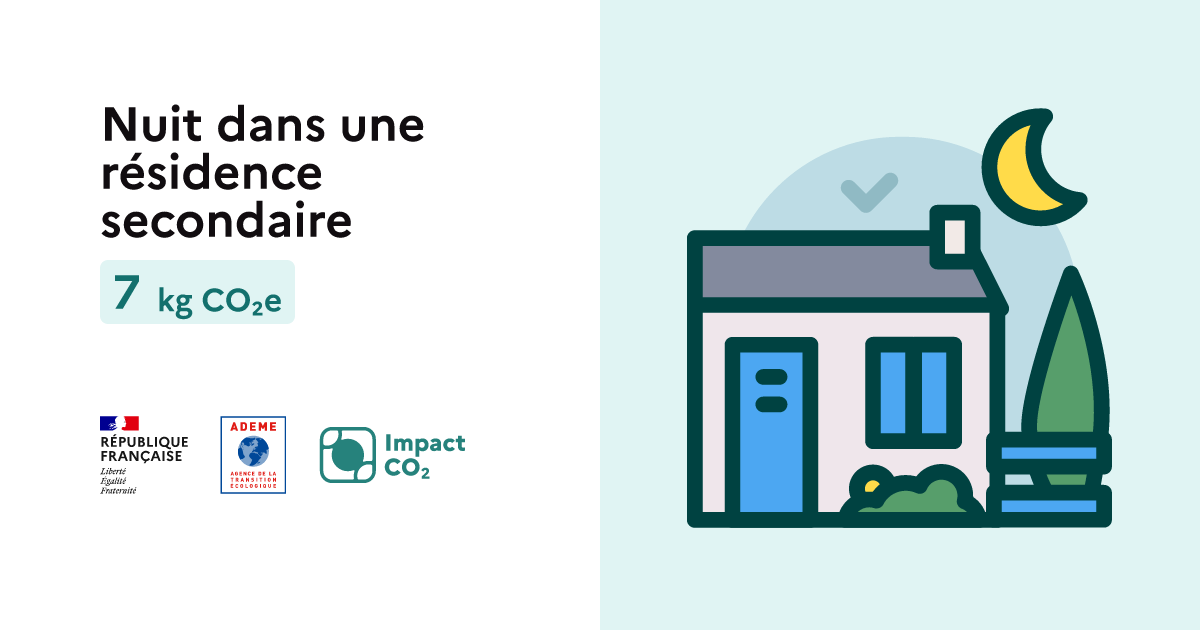 Nuit dans une
résidence
secondaire
7 kg CO₂e
RÉPUBLIQUE
FRANÇAISE
Liberté
Égalité
Fraternité
ADEME
AGENCE DE LA
TRANSITION
ÉCOLOGIQUE
Impact
CO₂